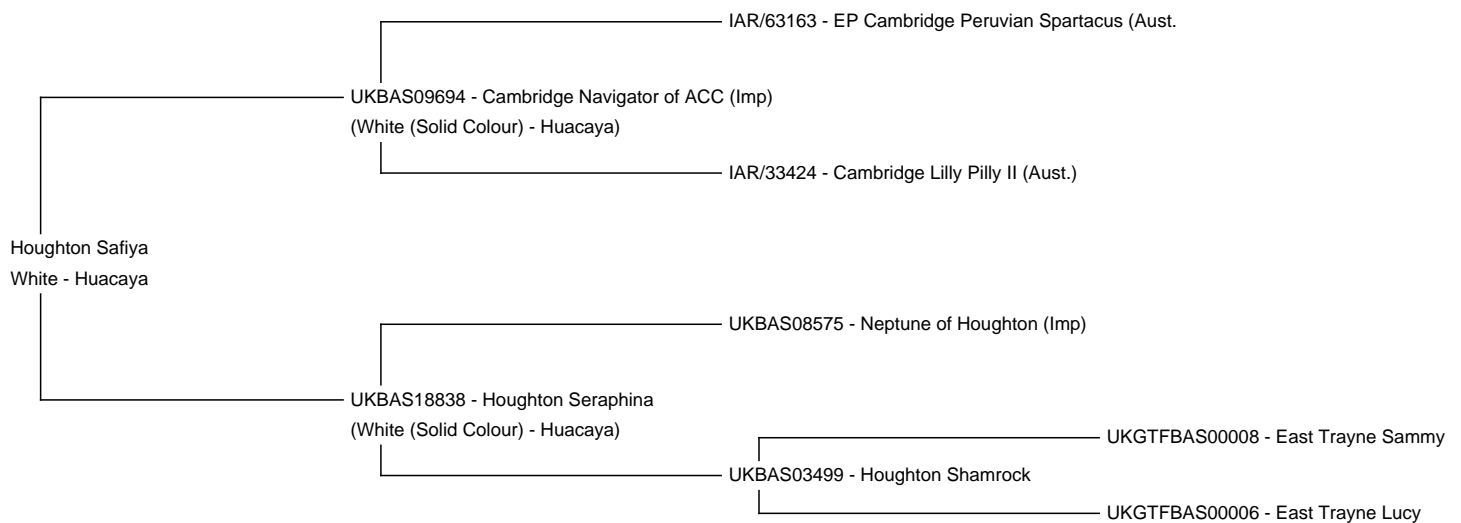 IAR/63163 - EP Cambridge Peruvian Spartacus (Aust.
UKBAS09694 - Cambridge Navigator of ACC (Imp)
(White (Solid Colour) - Huacaya)
IAR/33424 - Cambridge Lilly Pilly II (Aust.)
Houghton Safiya
White - Huacaya
UKBAS08575 - Neptune of Houghton (Imp)
UKBAS18838 - Houghton Seraphina
(White (Solid Colour) - Huacaya)
UKGTFBAS00008 - East Trayne Sammy
UKBAS03499 - Houghton Shamrock
UKGTFBAS00006 - East Trayne Lucy